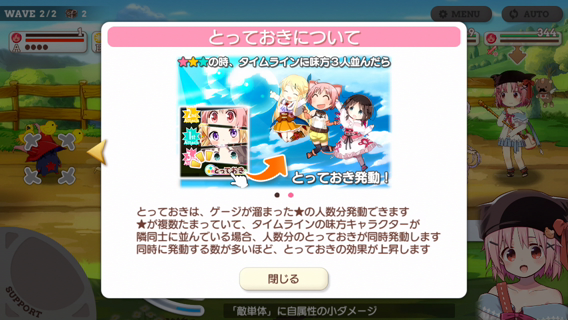 WAVE 2/2
2
MENU
AUTO
とっておきについて
344
★★★の時、タイムラインに味方3人並んだら
とっておき
とっておき発動!
とっておきは、ゲージが溜まった★の人数分発動できます
★が複数たまっていて、タイムラインの味方キャラクターが
隣同士に並んでいる場合、人数分のとっておきが同時発動します
同時に発動する数が多いほど、とっておきの効果が上昇します
閉じる
SUPPORT
「敵単体」に自属性の小ダメージ